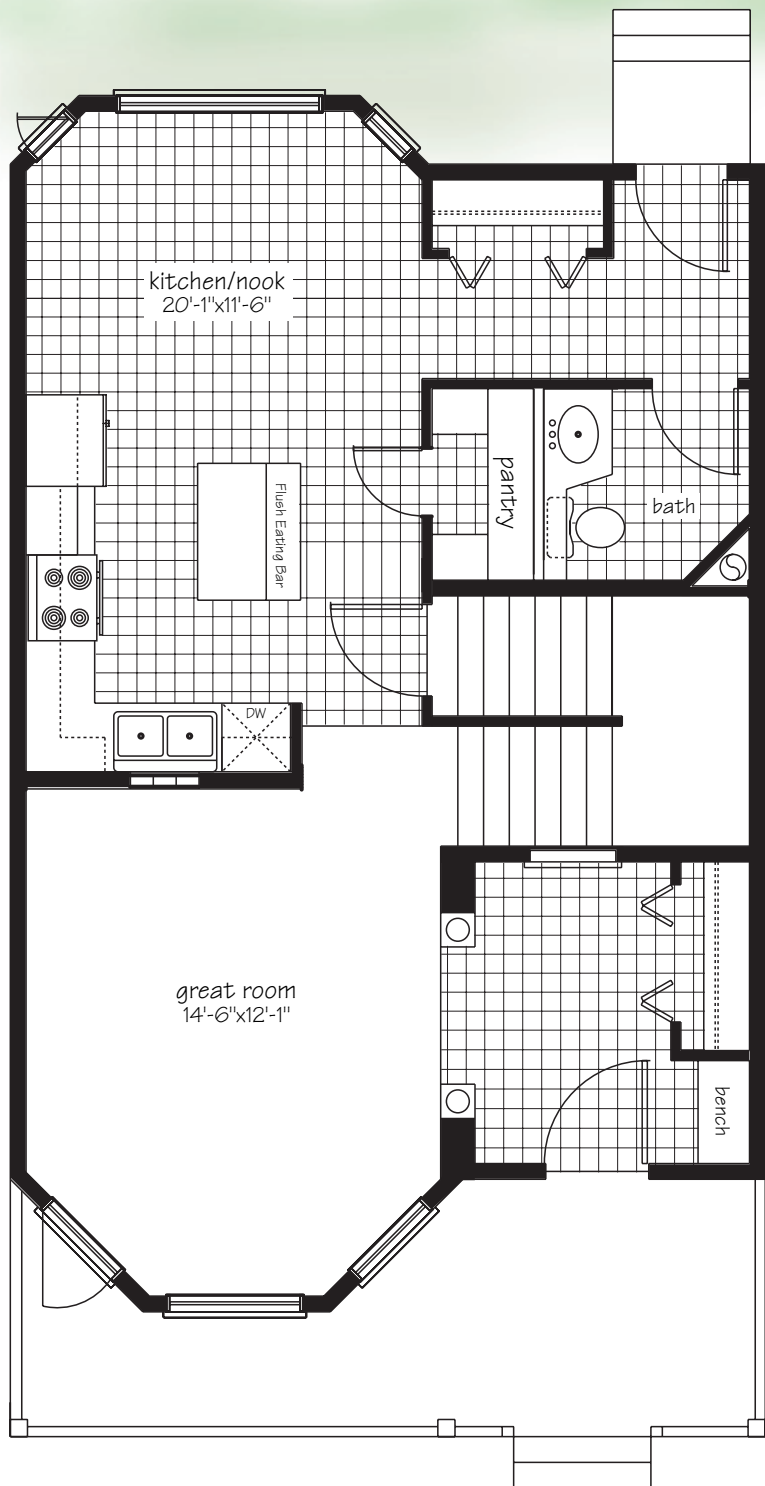 kitchen/nook
20'-1"x11'-6"
pantry
Flush Eating Bar
bath
DW
great room
14'-6"x12'-1"
bench